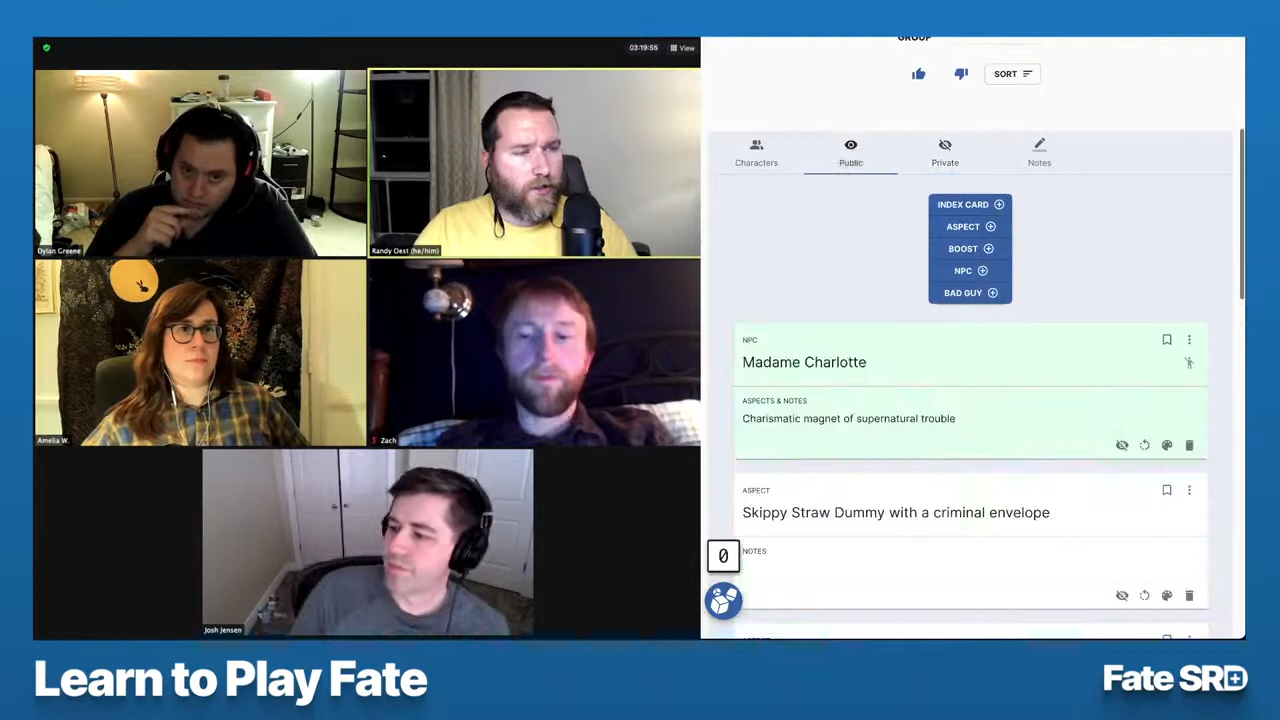 03:19:56 View
Dylan Greene
Randy Oest (he/him)
Amelia W.
Zach
Josh Jensen
GROUP
SORT
Characters Public Private Notes
INDEX CARD
ASPECT
BOOST
NPC
BAD GUY
NPC
Madame Charlotte
ASPECTS & NOTES
Charismatic magnet of supernatural trouble
ASPECT
Skippy Straw Dummy with a criminal envelope
NOTES
0
Learn to Play Fate
Fate SRD